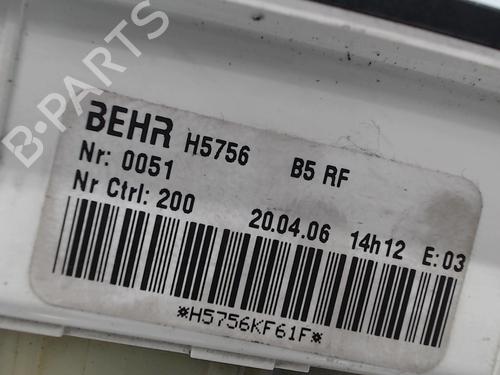 B-PARTS
BEHR H5756 B5 RF
Nr: 0051
Nr Ctrl: 200 20.04.06 14h12 E: 03
*H5756KF61F*